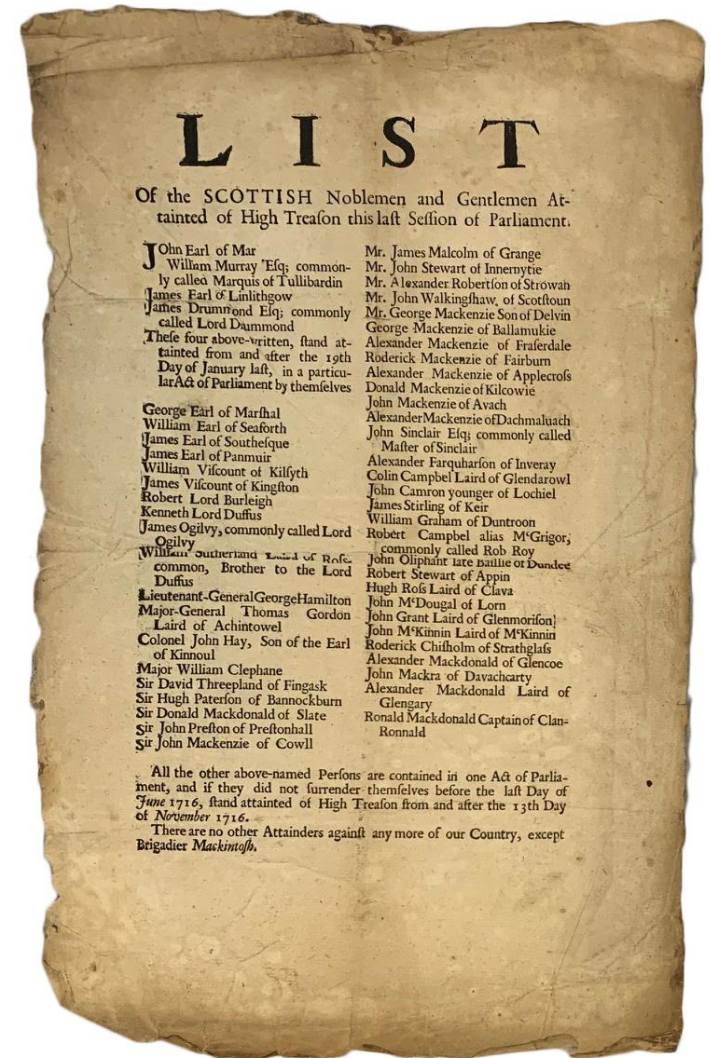 LIST
Of the SCOTTISH Noblemen and Gentlemen At-
tainted of High Treaſon this laſt Seſſion of Parliament.
JOhn Earl of Mar
William Murray Eſq; common-
ly called Marquis of Tullibardin
James Earl of Linlithgow
James Drummond Eſq; commonly
called Lord Dɹummond
Theſe four above-written, ſtand at-
tainted from and after the 19th
Day of January laſt, in a particu-
lar Act of Parliament by themſelves
George Earl of Marſhal
William Earl of Seaforth
James Earl of Southeſque
James Earl of Panmuir
William Viſcount of Kilſyth
James Viſcount of Kingſton
Robert Lord Burleigh
Kenneth Lord Duffus
James Ogilvy, commonly called Lord
Ogilvy
William Sutherland Laird of Roſe-
common, Brother to the Lord
Duffus
Lieutenant-General George Hamilton
Major-General Thomas Gordon
Laird of Achintowel
Colonel John Hay, Son of the Earl
of Kinnoul
Major William Clephane
Sir David Threepland of Fingask
Sir Hugh Paterſon of Bannockburn
Sir Donald Mackdonald of Slate
Sir John Preſton of Preſtonhall
Sir John Mackenzie of Cowll
Mr. James Malcolm of Grange
Mr. John Stewart of Innernytie
Mr. Alexander Robertſon of Strowan
Mr. John Walkingſhaw, of Scotſtoun
Mr. George Mackenzie Son of Delvin
George Mackenzie of Ballamukie
Alexander Mackenzie of Fraſerdale
Roderick Mackenzie of Fairburn
Alexander Mackenzie of Applecroſs
Donald Mackenzie of Kilcowie
John Mackenzie of Avach
Alexander Mackenzie of Dachmaluach
John Sinclair Eſq; commonly called
Maſter of Sinclair
Alexander Farquharſon of Inveray
Colin Campbel Laird of Glendarowl
John Camron younger of Lochiel
James Stirling of Keir
William Graham of Duntroon
Robert Campbel alias MᶜGrigor,
commonly called Rob Roy
John Oliphant late Baillie of Dundee
Robert Stewart of Appin
Hugh Roſs Laird of Clava
John MᶜDougal of Lorn
John Grant Laird of Glenmoriſon
John MᶜKinnin Laird of MᶜKinnin
Roderick Chiſholm of Strathglaſs
Alexander Mackdonald of Glencoe
John Mackra of Davachcarty
Alexander Mackdonald Laird of
Glengary
Ronald Mackdonald Captain of Clan-
Ronnald
All the other above-named Perſons are contained in one Act of Parlia-
ment, and if they did not ſurrender themſelves before the laſt Day of
June 1716, ſtand attainted of High Treaſon from and after the 13th Day
of November 1716.
There are no other Attainders againſt any more of our Country, except
Brigadier Mackintoſh.